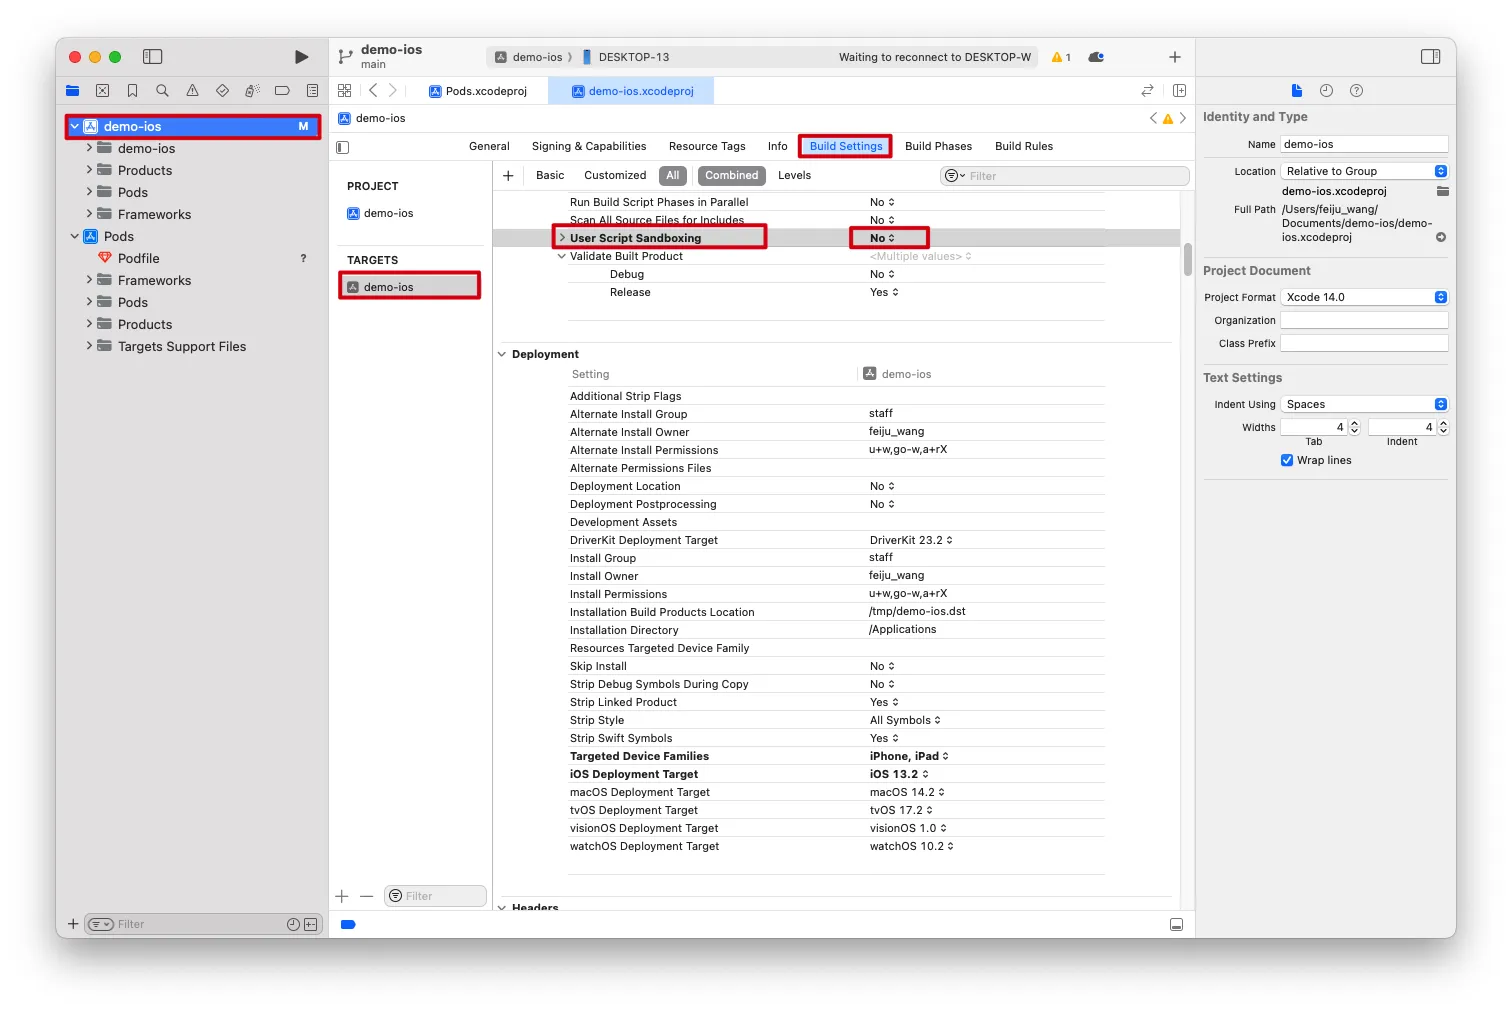 demo-ios
main
demo-ios
DESKTOP-13
Waiting to reconnect to DESKTOP-W
1
Pods.xcodeproj
demo-ios.xcodeproj
demo-ios
demo-ios M
demo-ios
Products
Pods
Frameworks
Pods
Podfile ?
Frameworks
Pods
Products
Targets Support Files
Filter
General
Signing & Capabilities
Resource Tags
Info
Build Settings
Build Phases
Build Rules
PROJECT
demo-ios
TARGETS
demo-ios
Filter
Basic
Customized
All
Combined
Levels
Filter
Run Build Script Phases in Parallel No
Scan All Source Files for Includes No
User Script Sandboxing No
Validate Built Product <Multiple values>
Debug No
Release Yes
Deployment
Setting demo-ios
Additional Strip Flags
Alternate Install Group staff
Alternate Install Owner feiju_wang
Alternate Install Permissions u+w,go-w,a+rX
Alternate Permissions Files
Deployment Location No
Deployment Postprocessing No
Development Assets
DriverKit Deployment Target DriverKit 23.2
Install Group staff
Install Owner feiju_wang
Install Permissions u+w,go-w,a+rX
Installation Build Products Location /tmp/demo-ios.dst
Installation Directory /Applications
Resources Targeted Device Family
Skip Install No
Strip Debug Symbols During Copy No
Strip Linked Product Yes
Strip Style All Symbols
Strip Swift Symbols Yes
Targeted Device Families iPhone, iPad
iOS Deployment Target iOS 13.2
macOS Deployment Target macOS 14.2
tvOS Deployment Target tvOS 17.2
visionOS Deployment Target visionOS 1.0
watchOS Deployment Target watchOS 10.2
Headers
Identity and Type
Name demo-ios
Location Relative to Group
demo-ios.xcodeproj
Full Path /Users/feiju_wang/
Documents/demo-ios/demo-
ios.xcodeproj
Project Document
Project Format Xcode 14.0
Organization
Class Prefix
Text Settings
Indent Using Spaces
Widths 4 4
Tab Indent
Wrap lines